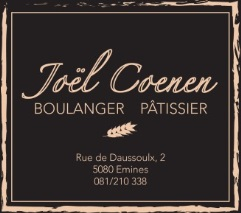 Joël Coenen
BOULANGER PÂTISSIER
Rue de Daussoulx, 2
5080 Emines
081/210 338